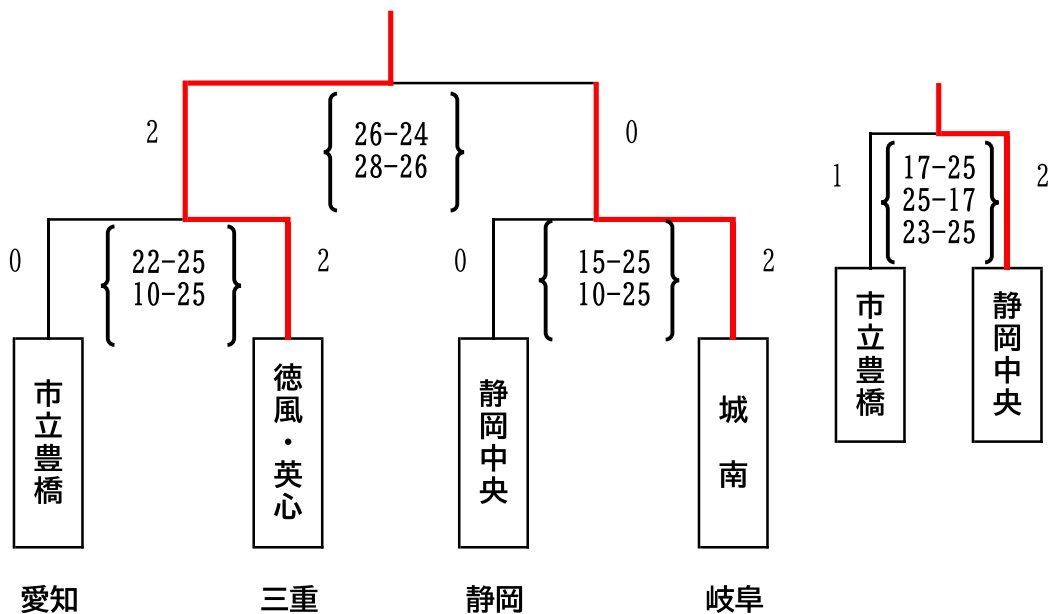 2
26-24
28-26
0
0
22-25
10-25
2
0
15-25
10-25
2
市立豊橋
徳風・英心
静岡中央
城南
愛知
三重
静岡
岐阜
1
17-25
25-17
23-25
2
市立豊橋
静岡中央